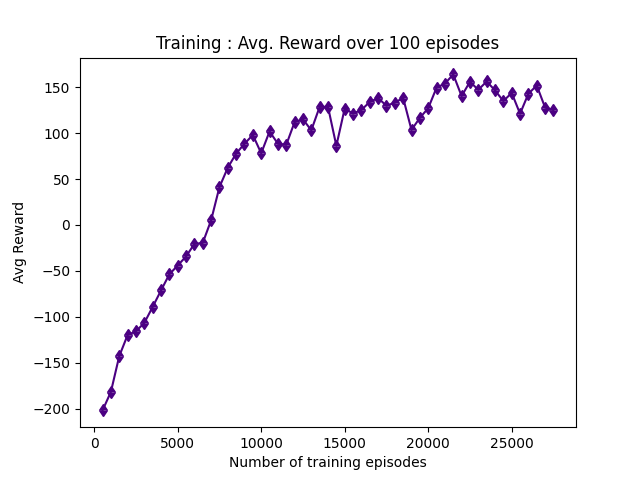 Training : Avg. Reward over 100 episodes
Avg Reward
150
100
50
0
−50
−100
−150
−200
0 5000 10000 15000 20000 25000
Number of training episodes